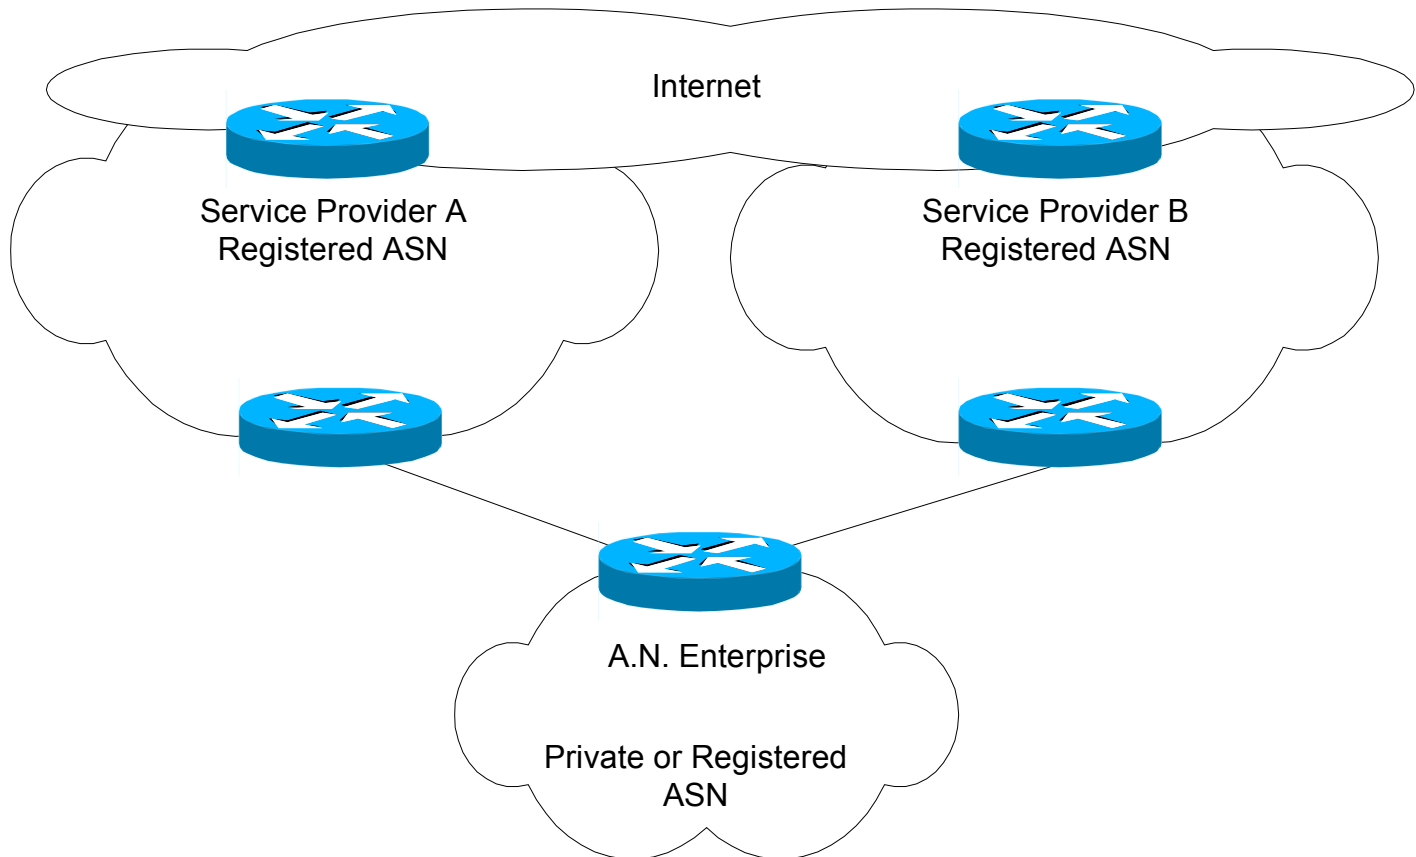 Internet
Service Provider A
Registered ASN
Service Provider B
Registered ASN
A.N. Enterprise
Private or Registered
ASN